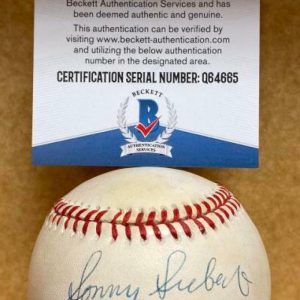 Beckett Authentication Services and has
been deemed authentic and genuine.
This authentication can be verified by
visiting www.beckett-authentication.com
and utilizing the below number
in the designated area.
CERTIFICATION SERIAL NUMBER: Q64665
BECKETT
B
AUTHENTICATION
SERVICES
Sonny Siebert